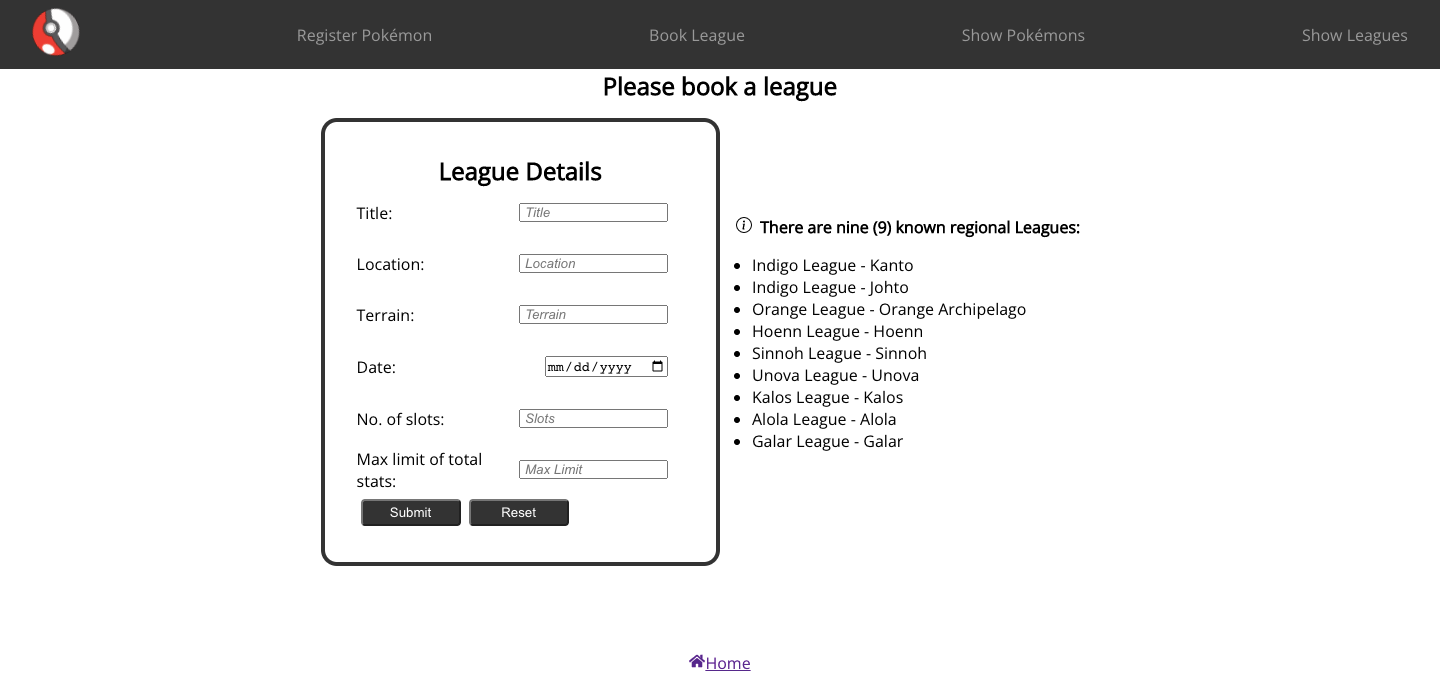 Register Pokémon
Book League
Show Pokémons
Show Leagues
Please book a league
League Details
Title: Title
Location: Location
Terrain: Terrain
Date: mm/dd/yyyy
No. of slots: Slots
Max limit of total
stats: Max Limit
Submit Reset
There are nine (9) known regional Leagues:
Indigo League - Kanto
Indigo League - Johto
Orange League - Orange Archipelago
Hoenn League - Hoenn
Sinnoh League - Sinnoh
Unova League - Unova
Kalos League - Kalos
Alola League - Alola
Galar League - Galar
Home